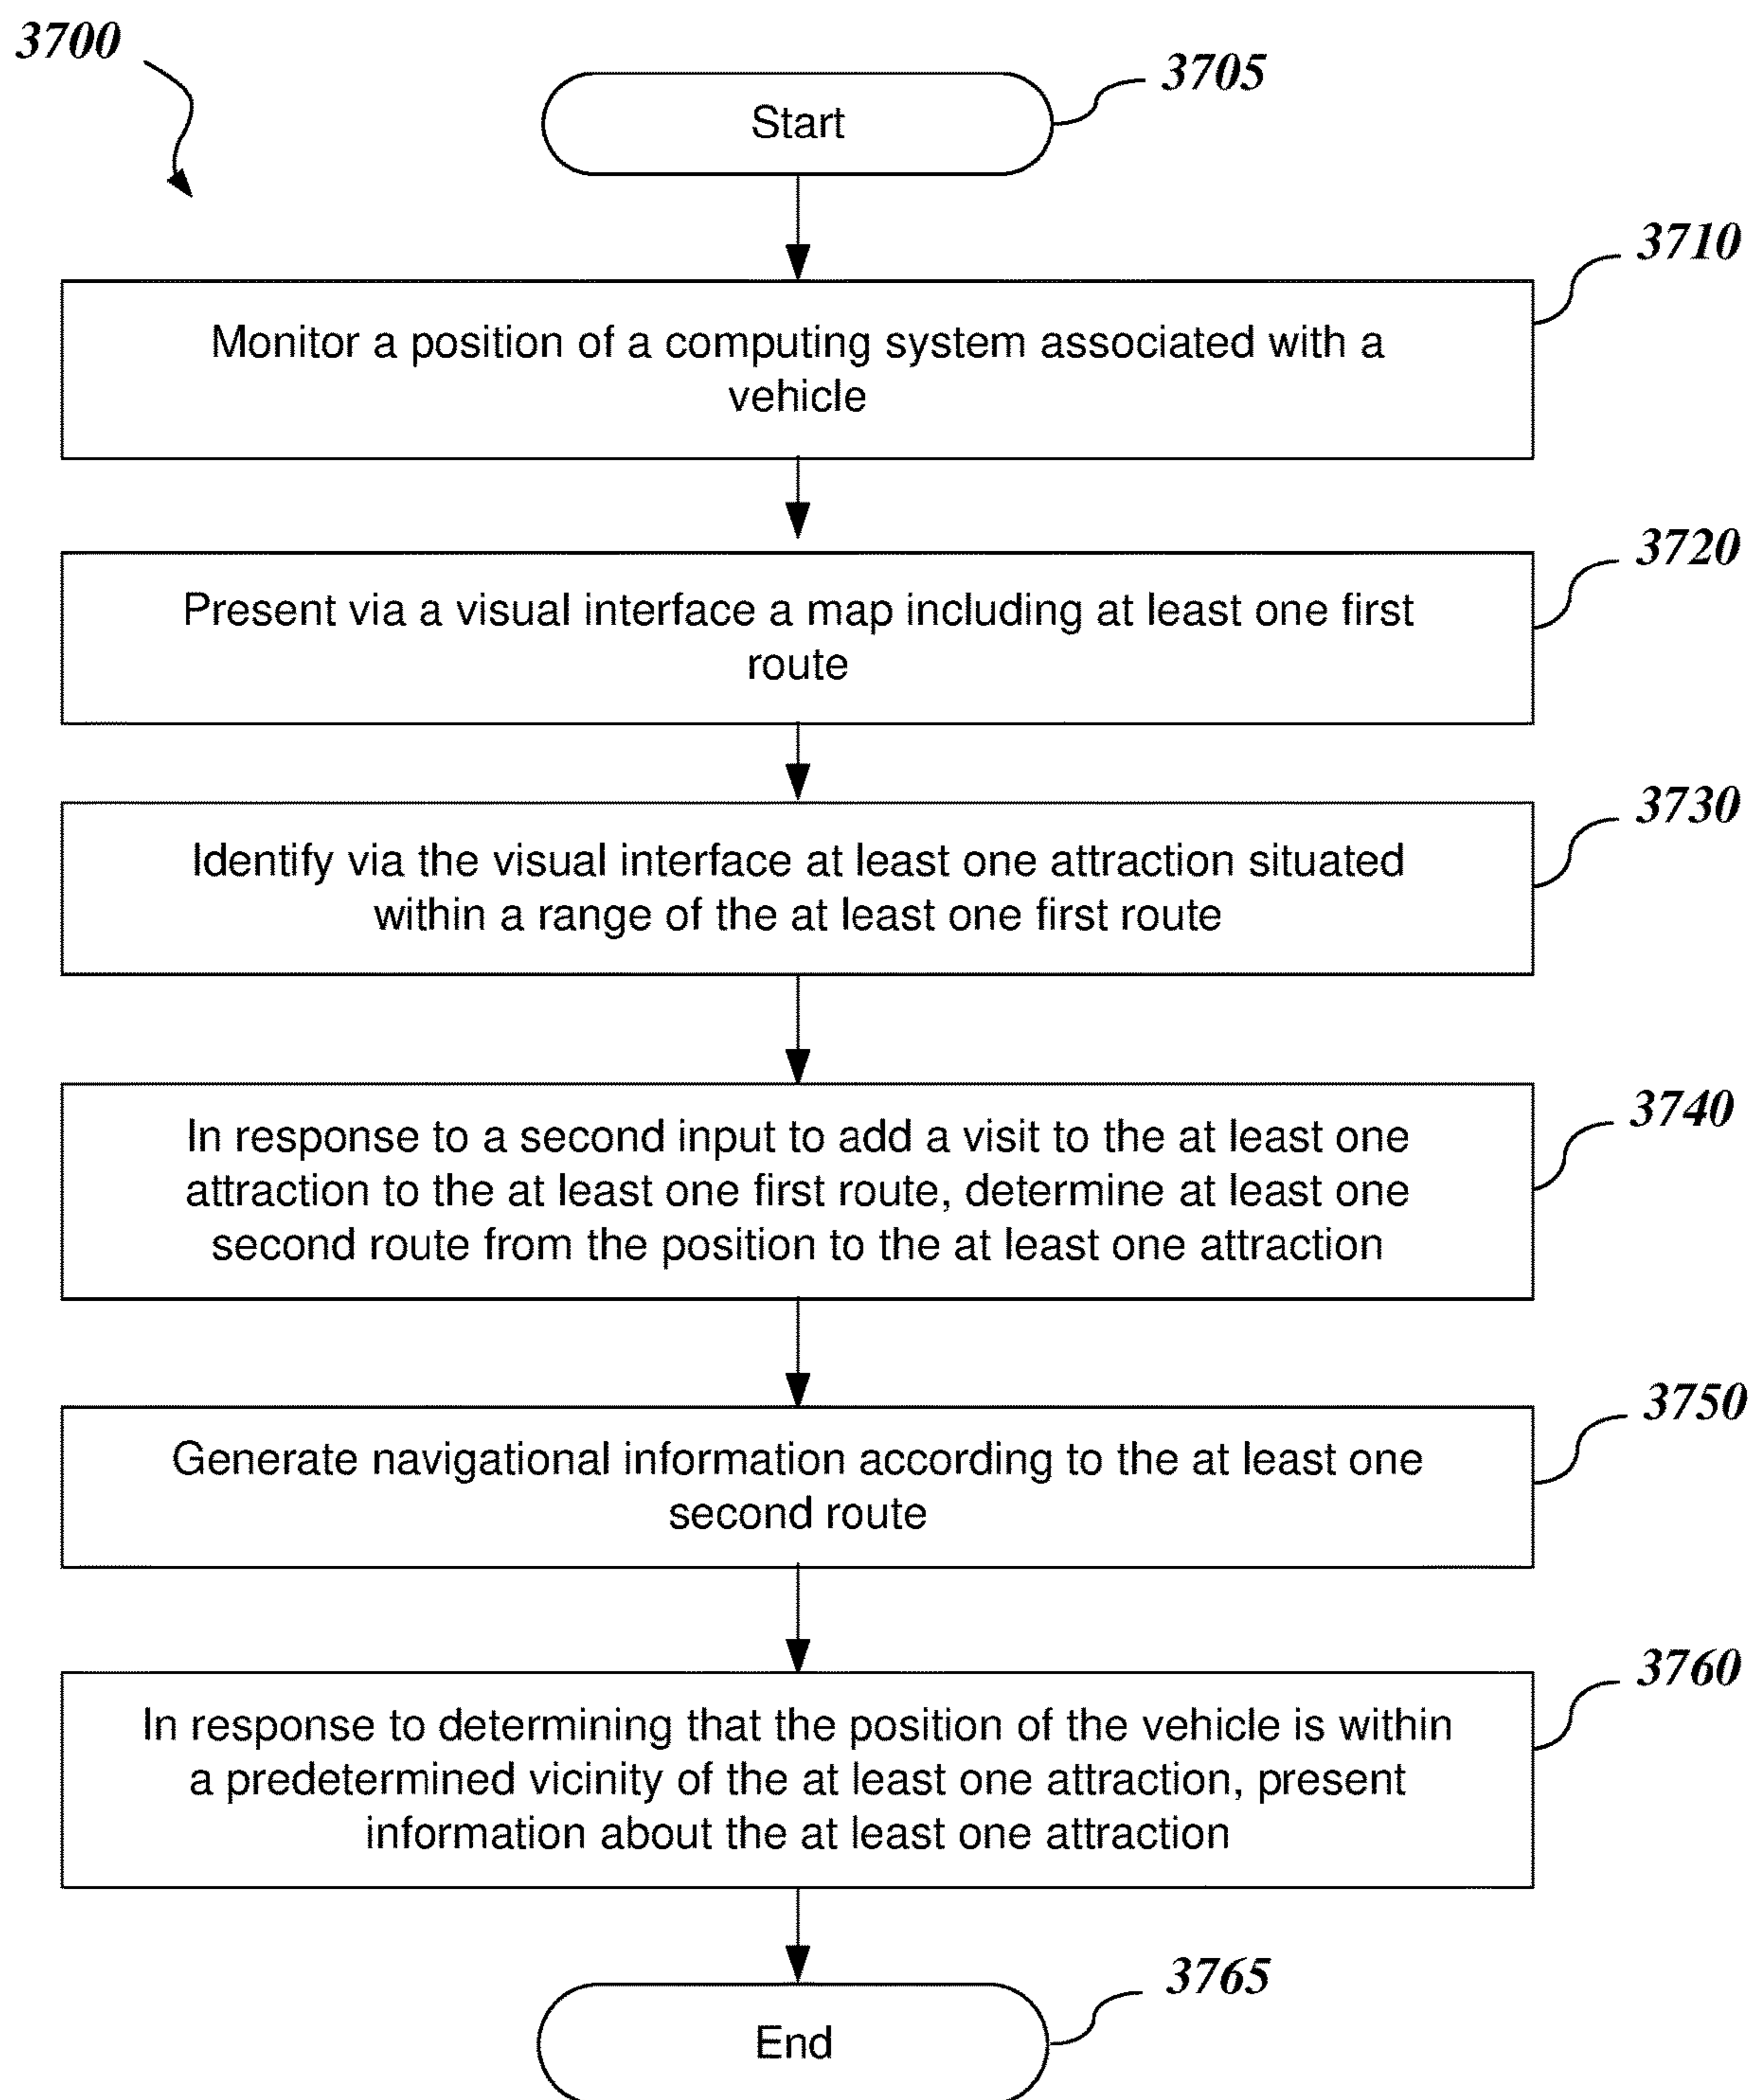 3700
3705
Start
3710
Monitor a position of a computing system associated with a
vehicle
3720
Present via a visual interface a map including at least one first
route
3730
Identify via the visual interface at least one attraction situated
within a range of the at least one first route
3740
In response to a second input to add a visit to the at least one
attraction to the at least one first route, determine at least one
second route from the position to the at least one attraction
3750
Generate navigational information according to the at least one
second route
3760
In response to determining that the position of the vehicle is within
a predetermined vicinity of the at least one attraction, present
information about the at least one attraction
3765
End